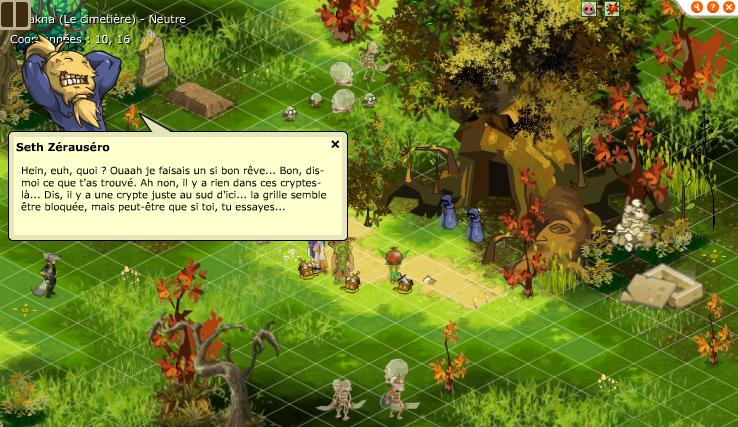 akna (Le cimetière) - Neutre
Coordonnées : 10, 16
Seth Zérauséro
Hein, euh, quoi ? Ouaah je faisais un si bon rêve... Bon, dis-
moi ce que t'as trouvé. Ah non, il y a rien dans ces cryptes-
là... Dis, il y a une crypte juste au sud d'ici... la grille semble
être bloquée, mais peut-être que si toi, tu essayes...